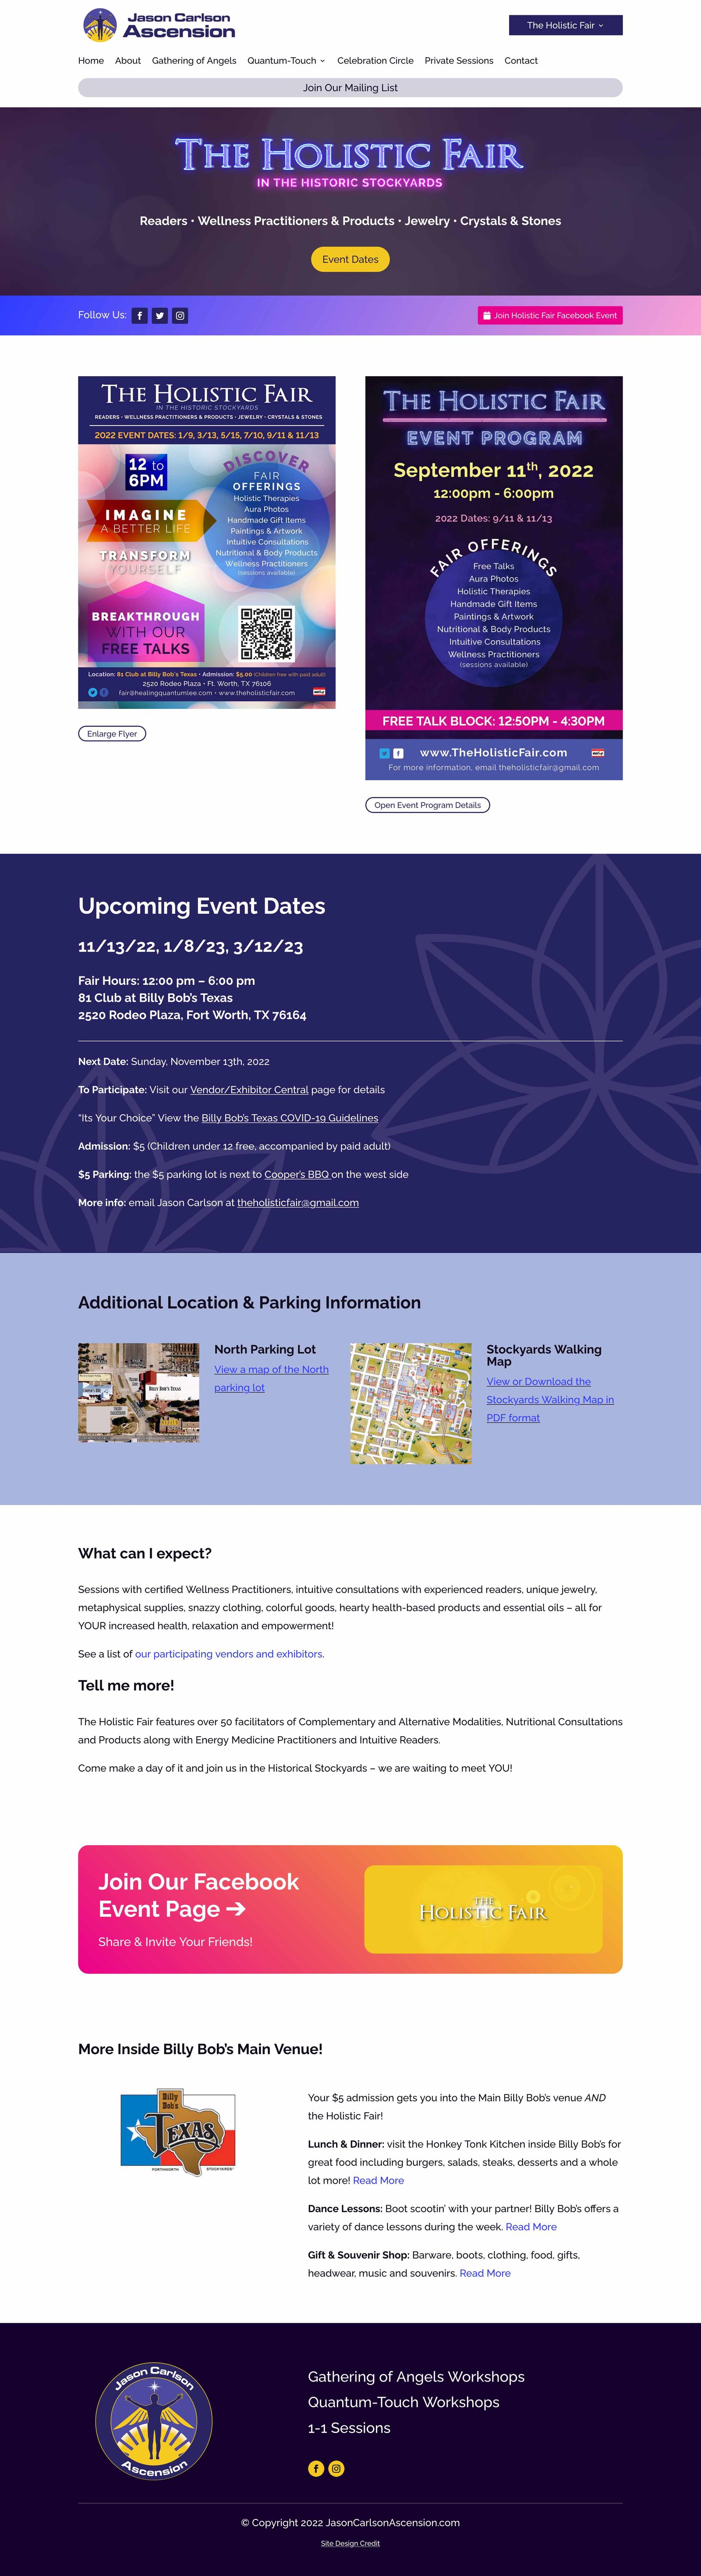 Jason Carlson
Ascension
The Holistic Fair
Home About Gathering of Angels Quantum-Touch Celebration Circle Private Sessions Contact
Join Our Mailing List
The Holistic Fair
IN THE HISTORIC STOCKYARDS
Readers • Wellness Practitioners & Products • Jewelry • Crystals & Stones
Event Dates
Follow Us:
Join Holistic Fair Facebook Event
The Holistic Fair
IN THE HISTORIC STOCKYARDS
READERS • WELLNESS PRACTITIONERS & PRODUCTS • JEWELRY • CRYSTALS & STONES
2022 EVENT DATES: 1/9, 3/13, 5/15, 7/10, 9/11 & 11/13
12 to
6PM
DISCOVER
FAIR
OFFERINGS
Holistic Therapies
Aura Photos
Handmade Gift Items
Paintings & Artwork
Intuitive Consultations
Nutritional & Body Products
Wellness Practitioners
(sessions available)
IMAGINE
A BETTER LIFE
TRANSFORM
YOURSELF
BREAKTHROUGH
WITH OUR
FREE TALKS
Location: 81 Club at Billy Bob's Texas • Admission: $5.00 (Children free with paid adult)
2520 Rodeo Plaza • Ft. Worth, TX 76106
fair@healingquantumlee.com • www.theholisticfair.com
Enlarge Flyer
The Holistic Fair
EVENT PROGRAM
September 11th, 2022
12:00pm - 6:00pm
2022 Dates: 9/11 & 11/13
FAIR OFFERINGS
Free Talks
Aura Photos
Holistic Therapies
Handmade Gift Items
Paintings & Artwork
Nutritional & Body Products
Intuitive Consultations
Wellness Practitioners
(sessions available)
FREE TALK BLOCK: 12:50PM - 4:30PM
www.TheHolisticFair.com
For more information, email theholisticfair@gmail.com
Open Event Program Details
Upcoming Event Dates
11/13/22, 1/8/23, 3/12/23
Fair Hours: 12:00 pm – 6:00 pm
81 Club at Billy Bob's Texas
2520 Rodeo Plaza, Fort Worth, TX 76164
Next Date: Sunday, November 13th, 2022
To Participate: Visit our Vendor/Exhibitor Central page for details
"Its Your Choice" View the Billy Bob's Texas COVID-19 Guidelines
Admission: $5 (Children under 12 free, accompanied by paid adult)
$5 Parking: the $5 parking lot is next to Cooper's BBQ on the west side
More info: email Jason Carlson at theholisticfair@gmail.com
Additional Location & Parking Information
North Parking Lot
View a map of the North
parking lot
Stockyards Walking
Map
View or Download the
Stockyards Walking Map in
PDF format
What can I expect?
Sessions with certified Wellness Practitioners, intuitive consultations with experienced readers, unique jewelry,
metaphysical supplies, snazzy clothing, colorful goods, hearty health-based products and essential oils – all for
YOUR increased health, relaxation and empowerment!
See a list of our participating vendors and exhibitors.
Tell me more!
The Holistic Fair features over 50 facilitators of Complementary and Alternative Modalities, Nutritional Consultations
and Products along with Energy Medicine Practitioners and Intuitive Readers.
Come make a day of it and join us in the Historical Stockyards – we are waiting to meet YOU!
Join Our Facebook
Event Page ➔
Share & Invite Your Friends!
THE
HOLISTIC FAIR
More Inside Billy Bob's Main Venue!
Billy
Bob's
TEXAS
FORTWORTH STOCKYARDS
Your $5 admission gets you into the Main Billy Bob's venue AND
the Holistic Fair!
Lunch & Dinner: visit the Honkey Tonk Kitchen inside Billy Bob's for
great food including burgers, salads, steaks, desserts and a whole
lot more! Read More
Dance Lessons: Boot scootin' with your partner! Billy Bob's offers a
variety of dance lessons during the week. Read More
Gift & Souvenir Shop: Barware, boots, clothing, food, gifts,
headwear, music and souvenirs. Read More
Jason Carlson
Ascension
Gathering of Angels Workshops
Quantum-Touch Workshops
1-1 Sessions
© Copyright 2022 JasonCarlsonAscension.com
Site Design Credit